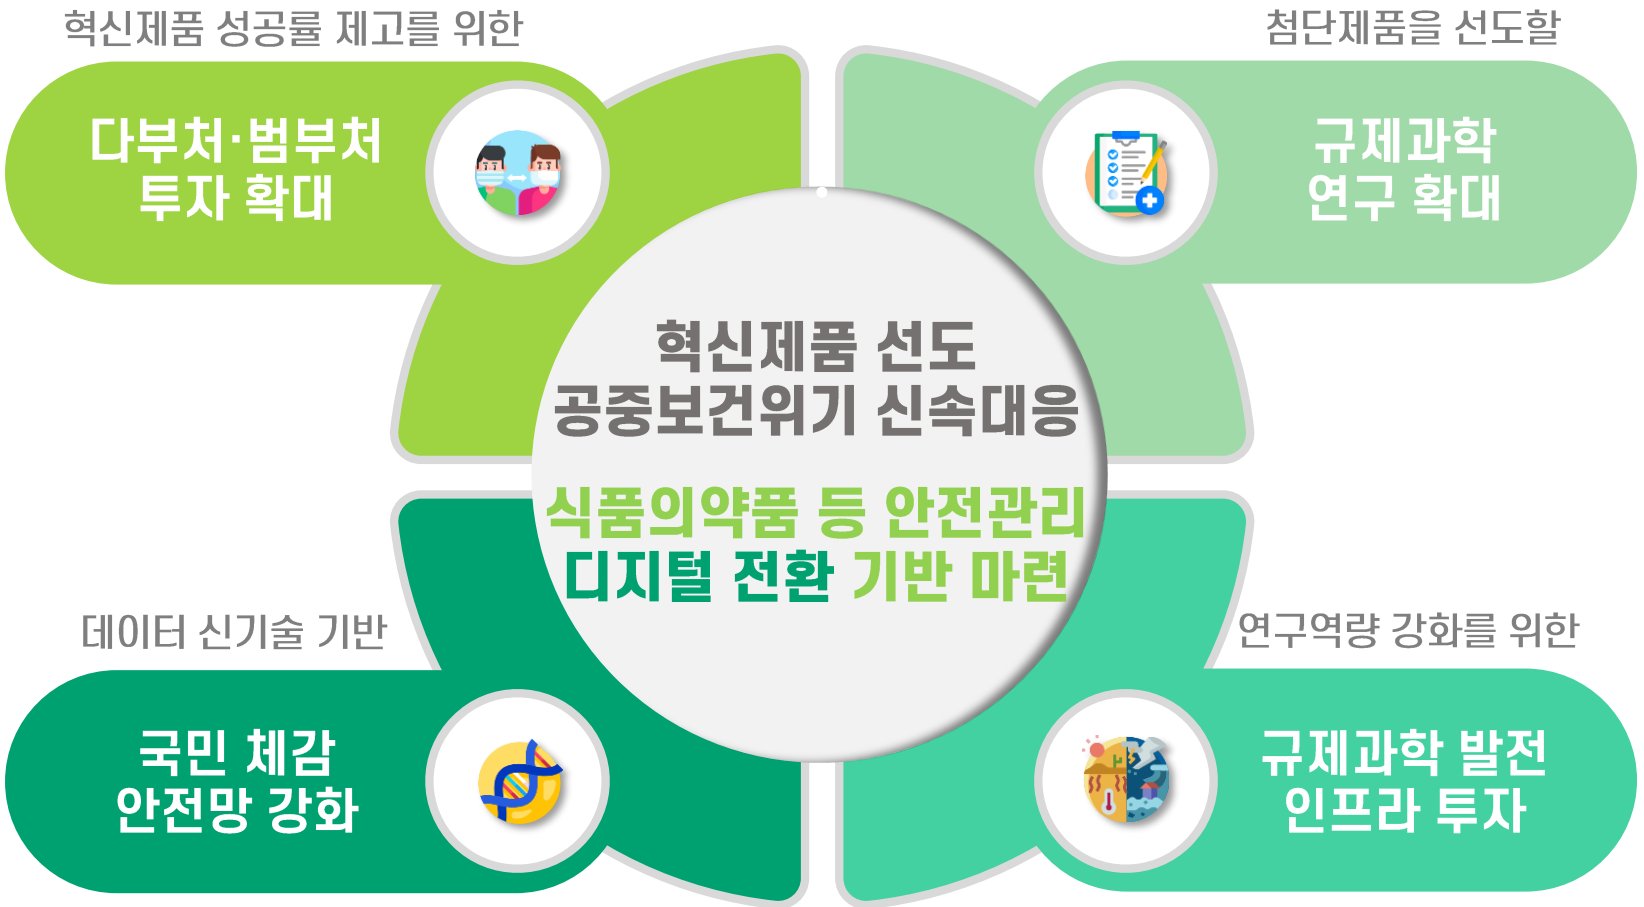 혁신제품 성공률 제고를 위한
다부처·범부처
투자 확대
첨단제품을 선도할
규제과학
연구 확대
혁신제품 선도
공중보건위기 신속대응
식품의약품 등 안전관리
디지털 전환 기반 마련
데이터 신기술 기반
국민 체감
안전망 강화
연구역량 강화를 위한
규제과학 발전
인프라 투자